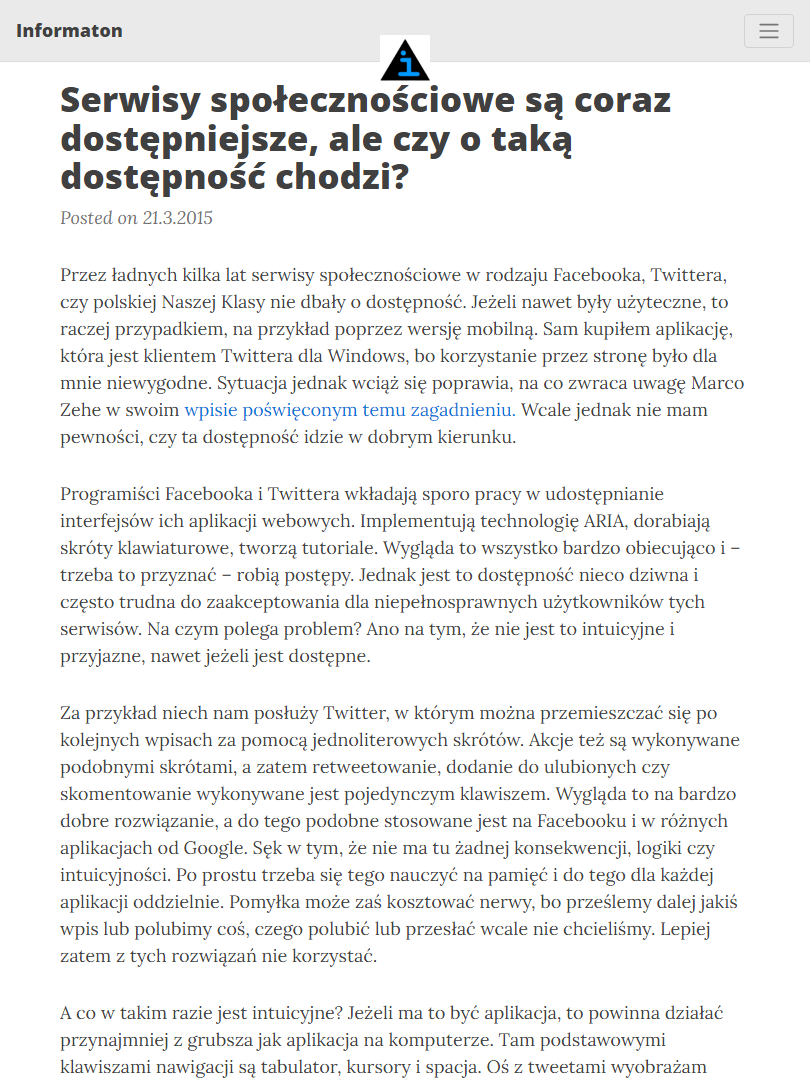 Informaton
i
Serwisy społecznościowe są coraz
dostępniejsze, ale czy o taką
dostępność chodzi?
Posted on 21.3.2015
Przez ładnych kilka lat serwisy społecznościowe w rodzaju Facebooka, Twittera,
czy polskiej Naszej Klasy nie dbały o dostępność. Jeżeli nawet były użyteczne, to
raczej przypadkiem, na przykład poprzez wersję mobilną. Sam kupiłem aplikację,
która jest klientem Twittera dla Windows, bo korzystanie przez stronę było dla
mnie niewygodne. Sytuacja jednak wciąż się poprawia, na co zwraca uwagę Marco
Zehe w swoim wpisie poświęconym temu zagadnieniu. Wcale jednak nie mam
pewności, czy ta dostępność idzie w dobrym kierunku.
Programiści Facebooka i Twittera wkładają sporo pracy w udostępnianie
interfejsów ich aplikacji webowych. Implementują technologię ARIA, dorabiają
skróty klawiaturowe, tworzą tutoriale. Wygląda to wszystko bardzo obiecująco i –
trzeba to przyznać – robią postępy. Jednak jest to dostępność nieco dziwna i
często trudna do zaakceptowania dla niepełnosprawnych użytkowników tych
serwisów. Na czym polega problem? Ano na tym, że nie jest to intuicyjne i
przyjazne, nawet jeżeli jest dostępne.
Za przykład niech nam posłuży Twitter, w którym można przemieszczać się po
kolejnych wpisach za pomocą jednoliterowych skrótów. Akcje też są wykonywane
podobnymi skrótami, a zatem retweetowanie, dodanie do ulubionych czy
skomentowanie wykonywane jest pojedynczym klawiszem. Wygląda to na bardzo
dobre rozwiązanie, a do tego podobne stosowane jest na Facebooku i w różnych
aplikacjach od Google. Sęk w tym, że nie ma tu żadnej konsekwencji, logiki czy
intuicyjności. Po prostu trzeba się tego nauczyć na pamięć i do tego dla każdej
aplikacji oddzielnie. Pomyłka może zaś kosztować nerwy, bo prześlemy dalej jakiś
wpis lub polubimy coś, czego polubić lub przesłać wcale nie chcieliśmy. Lepiej
zatem z tych rozwiązań nie korzystać.
A co w takim razie jest intuicyjne? Jeżeli ma to być aplikacja, to powinna działać
przynajmniej z grubsza jak aplikacja na komputerze. Tam podstawowymi
klawiszami nawigacji są tabulator, kursory i spacja. Oś z tweetami wyobrażam